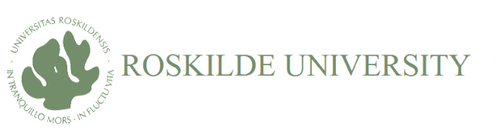 · UNIVERSITAS ROSKILDENSIS ·
IN TRANQUILLO MORS · IN FLUCTU VITA
ROSKILDE UNIVERSITY